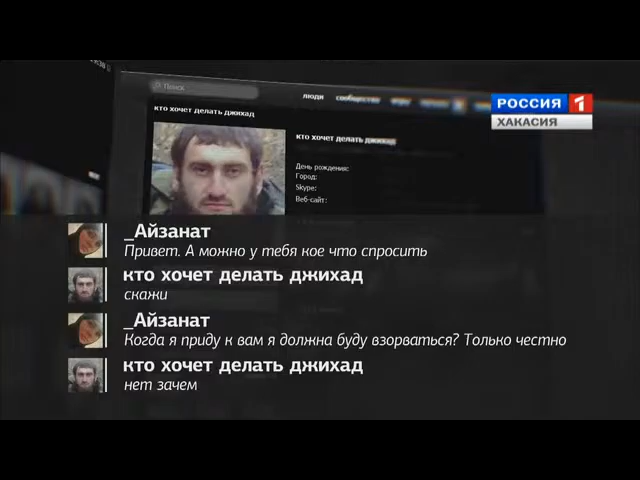 Поиск
люди сообщества игры
кто хочет делать джихад
кто хочет делать джихад
День рождения:
Город:
Skype:
Веб-сайт:
РОССИЯ 1
ХАКАСИЯ
_Айзанат
Привет. А можно у тебя кое что спросить
кто хочет делать джихад
скажи
_Айзанат
Когда я приду к вам я должна буду взорваться? Только честно
кто хочет делать джихад
нет зачем